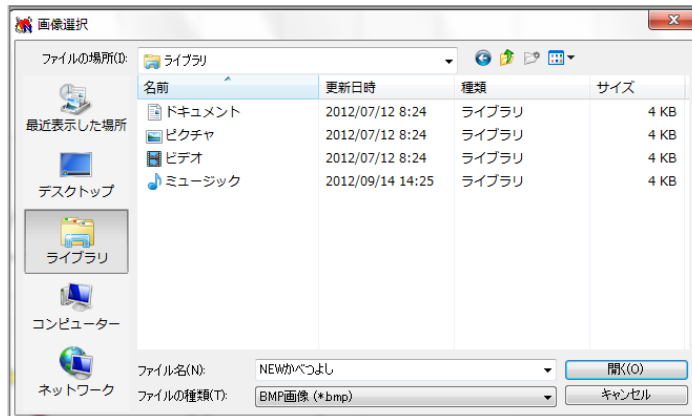 画像選択
ファイルの場所(I):
ライブラリ
名前 更新日時 種類 サイズ
ドキュメント 2012/07/12 8:24 ライブラリ 4 KB
ピクチャ 2012/07/12 8:24 ライブラリ 4 KB
ビデオ 2012/07/12 8:24 ライブラリ 4 KB
ミュージック 2012/09/14 14:25 ライブラリ 4 KB
最近表示した場所
デスクトップ
ライブラリ
コンピューター
ネットワーク
ファイル名(N): NEWかべつよし 開く(O)
ファイルの種類(T): BMP画像 (*.bmp) キャンセル